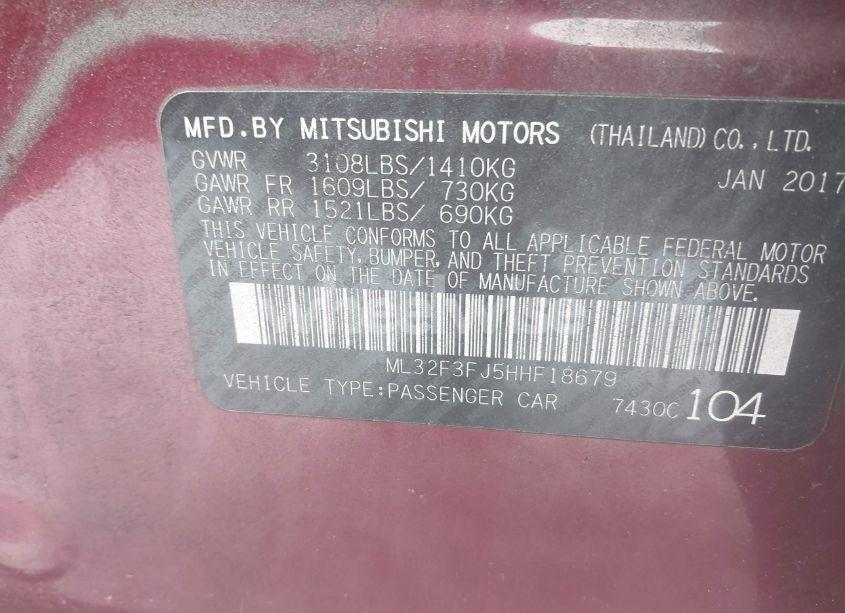 MFD.BY MITSUBISHI MOTORS (THAILAND) CO.,LTD.
GVWR 3108LBS/1410KG JAN 2017
GAWR FR 1609LBS/ 730KG
GAWR RR 1521LBS/ 690KG
THIS VEHICLE CONFORMS TO ALL APPLICABLE FEDERAL MOTOR
VEHICLE SAFETY, BUMPER, AND THEFT PREVENTION STANDARDS
IN EFFECT ON THE DATE OF MANUFACTURE SHOWN ABOVE.
ML32F3FJ5HHF18679
VEHICLE TYPE:PASSENGER CAR 7430C 104